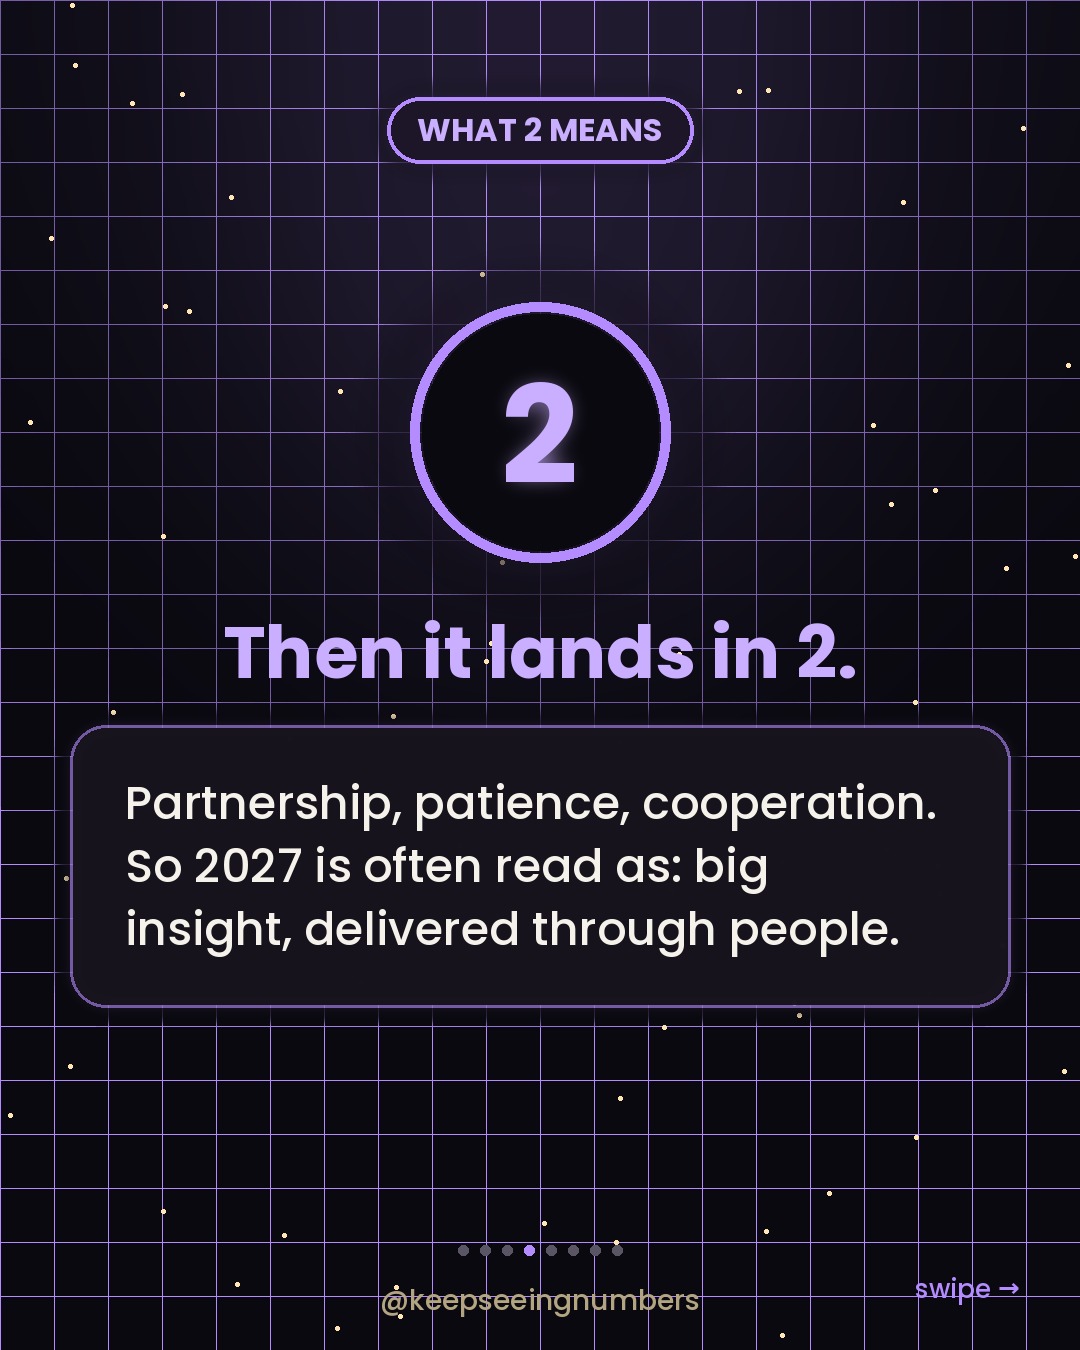 WHAT 2 MEANS
2
Then it lands in 2.
Partnership, patience, cooperation.
So 2027 is often read as: big
insight, delivered through people.
@keepseeingnumbers
swipe →